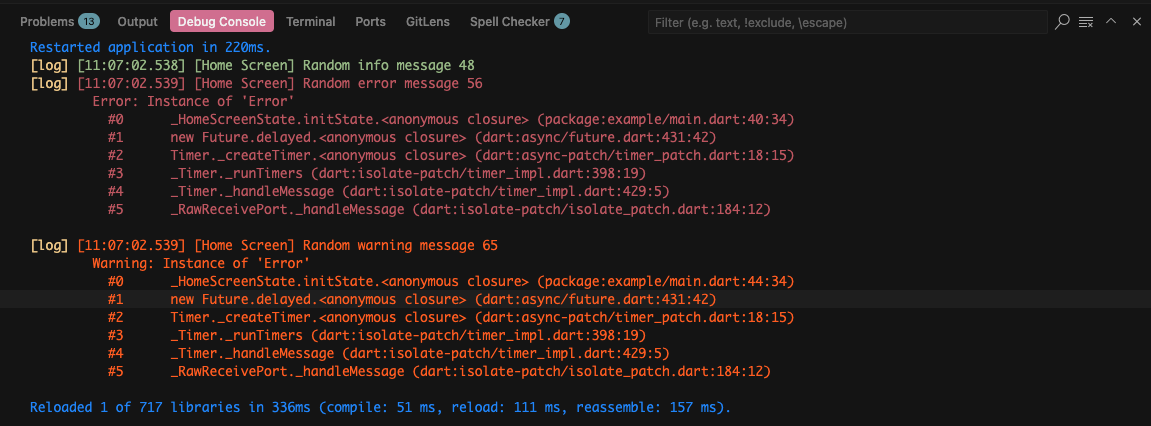 Problems 13 Output Debug Console Terminal Ports GitLens Spell Checker 7 Filter (e.g. text, !exclude, \escape)
Restarted application in 220ms.
[log] [11:07:02.538] [Home Screen] Random info message 48
[log] [11:07:02.539] [Home Screen] Random error message 56
Error: Instance of 'Error'
#0 _HomeScreenState.initState.<anonymous closure> (package:example/main.dart:40:34)
#1 new Future.delayed.<anonymous closure> (dart:async/future.dart:431:42)
#2 Timer._createTimer.<anonymous closure> (dart:async-patch/timer_patch.dart:18:15)
#3 _Timer._runTimers (dart:isolate-patch/timer_impl.dart:398:19)
#4 _Timer._handleMessage (dart:isolate-patch/timer_impl.dart:429:5)
#5 _RawReceivePort._handleMessage (dart:isolate-patch/isolate_patch.dart:184:12)
[log] [11:07:02.539] [Home Screen] Random warning message 65
Warning: Instance of 'Error'
#0 _HomeScreenState.initState.<anonymous closure> (package:example/main.dart:44:34)
#1 new Future.delayed.<anonymous closure> (dart:async/future.dart:431:42)
#2 Timer._createTimer.<anonymous closure> (dart:async-patch/timer_patch.dart:18:15)
#3 _Timer._runTimers (dart:isolate-patch/timer_impl.dart:398:19)
#4 _Timer._handleMessage (dart:isolate-patch/timer_impl.dart:429:5)
#5 _RawReceivePort._handleMessage (dart:isolate-patch/isolate_patch.dart:184:12)
Reloaded 1 of 717 libraries in 336ms (compile: 51 ms, reload: 111 ms, reassemble: 157 ms).